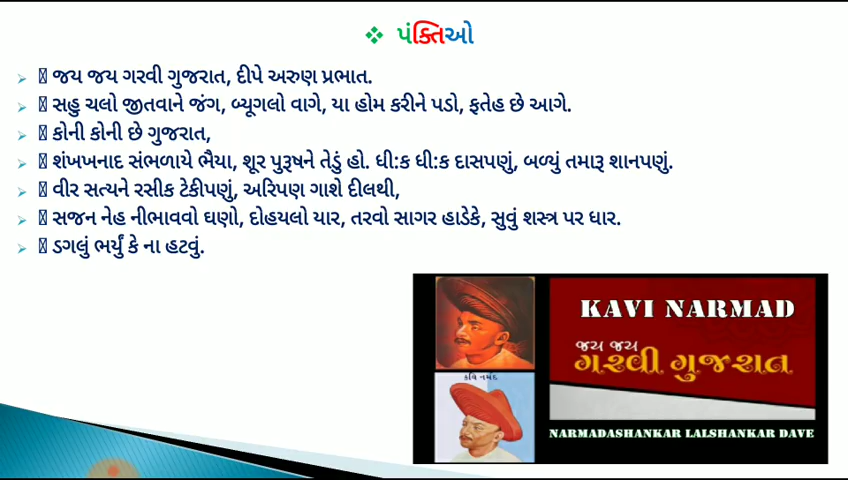 ❖ પંક્તિઓ
જય જય ગરવી ગુજરાત, દીપે અરુણ પ્રભાત.
સહુ ચલો જીતવાને જંગ, બ્યૂગલો વાગે, યા હોમ કરીને પડો, ફતેહ છે આગે.
કોની કોની છે ગુજરાત,
શંખખનાદ સંભળાયે ભૈયા, શૂર પુરૂષને તેડું હો. ધી:ક ધી:ક દાસપણું, બળ્યું તમારૂ શાનપણું.
વીર સત્યને રસીક ટેકીપણું, અરિપણ ગાશે દીલથી,
સજન નેહ નીભાવવો ઘણો, દોહયલો યાર, તરવો સાગર હાડેકે, સુવું શસ્ત્ર પર ધાર.
ડગલું ભર્યું કે ના હટવું.
KAVI NARMAD
જય જય
ગરવી ગુજરાત
કવિ નર્મદ
NARMADASHANKAR LALSHANKAR DAVE